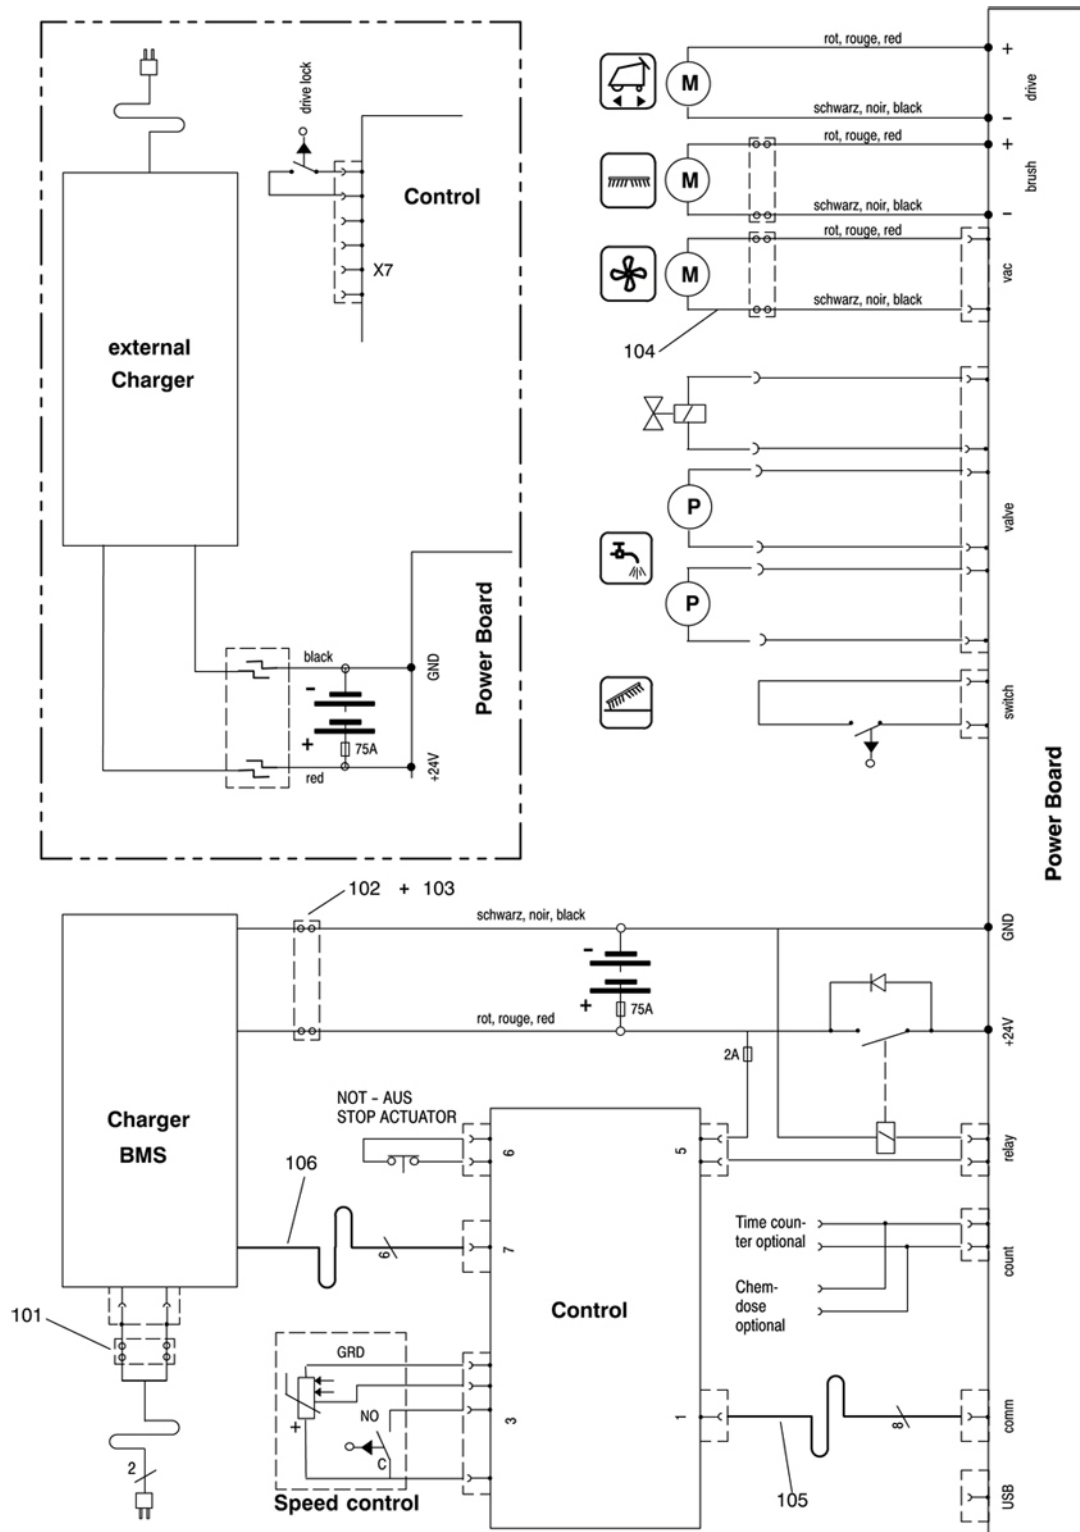 drive lock
Control
X7
external
Charger
black
-
+
75A
red
GND
+24V
Power Board
M
rot, rouge, red
schwarz, noir, black
+
-
drive
M
rot, rouge, red
schwarz, noir, black
+
-
brush
M
rot, rouge, red
schwarz, noir, black
vac
104
P
P
valve
switch
Power Board
102 + 103
schwarz, noir, black
GND
-
+
75A
rot, rouge, red
+24V
2A
Charger
BMS
NOT - AUS
STOP ACTUATOR
6
5
relay
106
6
7
Time coun-
ter optional
count
Chem-
dose
optional
Control
101
2
GRD
+
NO
C
3
Speed control
1
8
comm
105
USB